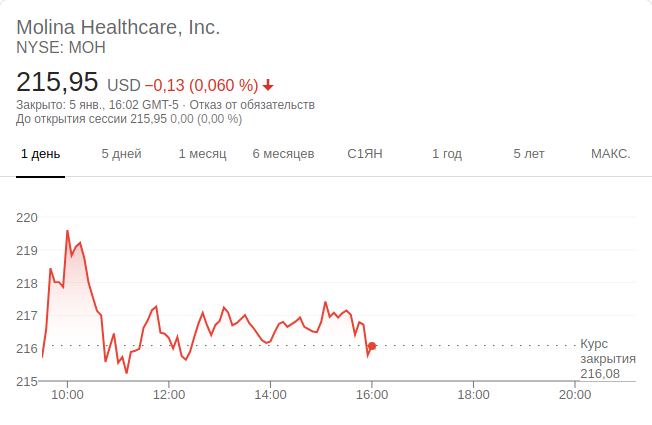 Molina Healthcare, Inc.
NYSE: MOH
215,95 USD −0,13 (0,060 %)
Закрыто: 5 янв., 16:02 GMT-5 · Отказ от обязательств
До открытия сессии 215,95 0,00 (0,00 %)
1 день 5 дней 1 месяц 6 месяцев С1ЯН 1 год 5 лет МАКС.
220
219
218
217
216
215
Курс
закрытия
216,08
10:00 12:00 14:00 16:00 18:00 20:00